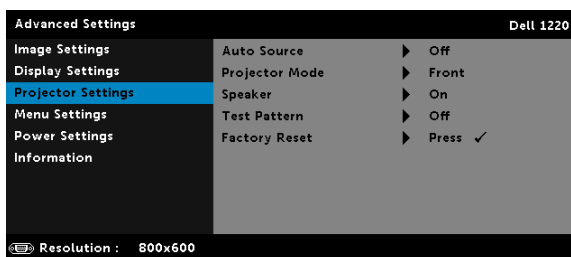 Advanced Settings Dell 1220
Image Settings
Display Settings
Projector Settings
Menu Settings
Power Settings
Information
Auto Source Off
Projector Mode Front
Speaker On
Test Pattern Off
Factory Reset Press ✓
Resolution : 800x600